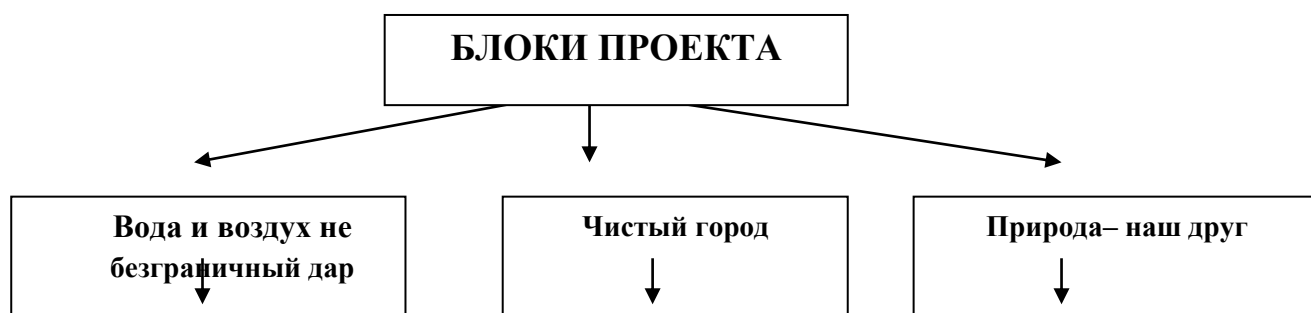 БЛОКИ ПРОЕКТА
Вода и воздух не
безграничный дар
Чистый город
Природа– наш друг